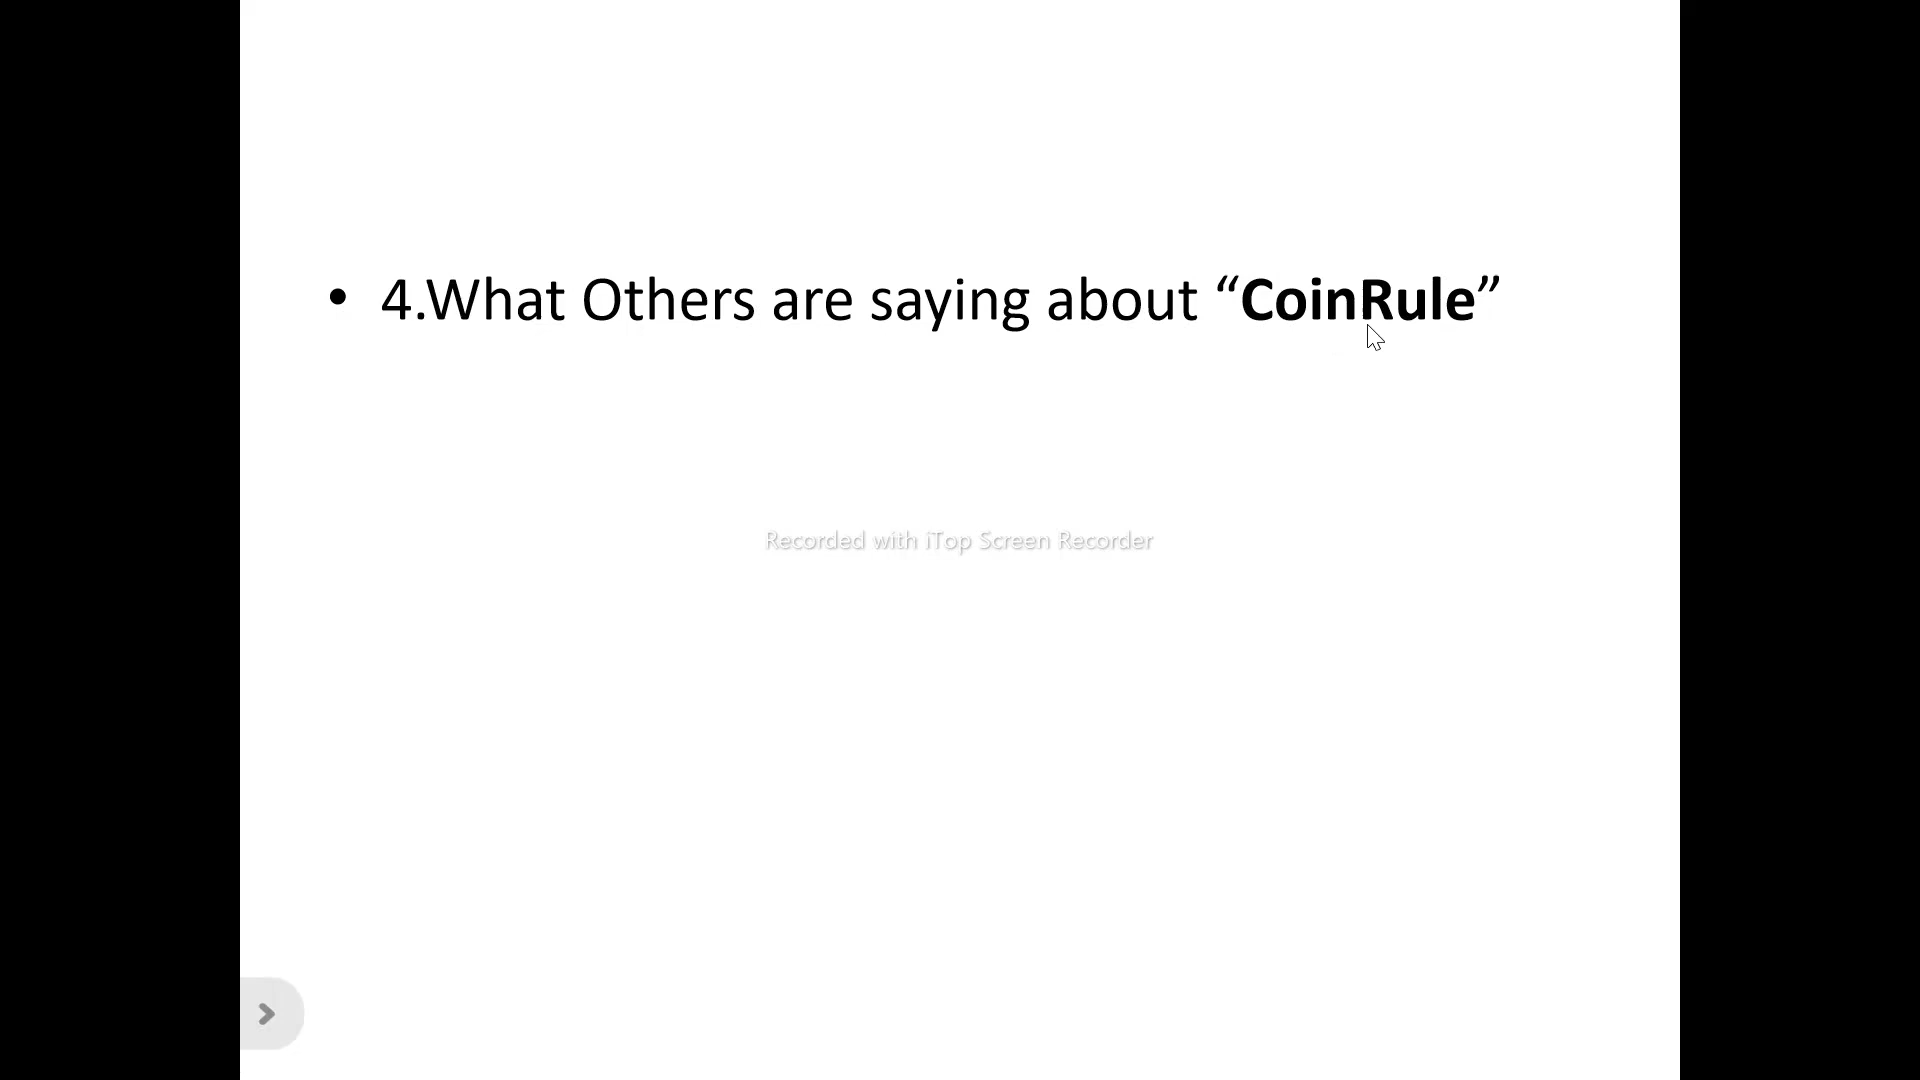 • 4.What Others are saying about “CoinRule”
Recorded with iTop Screen Recorder